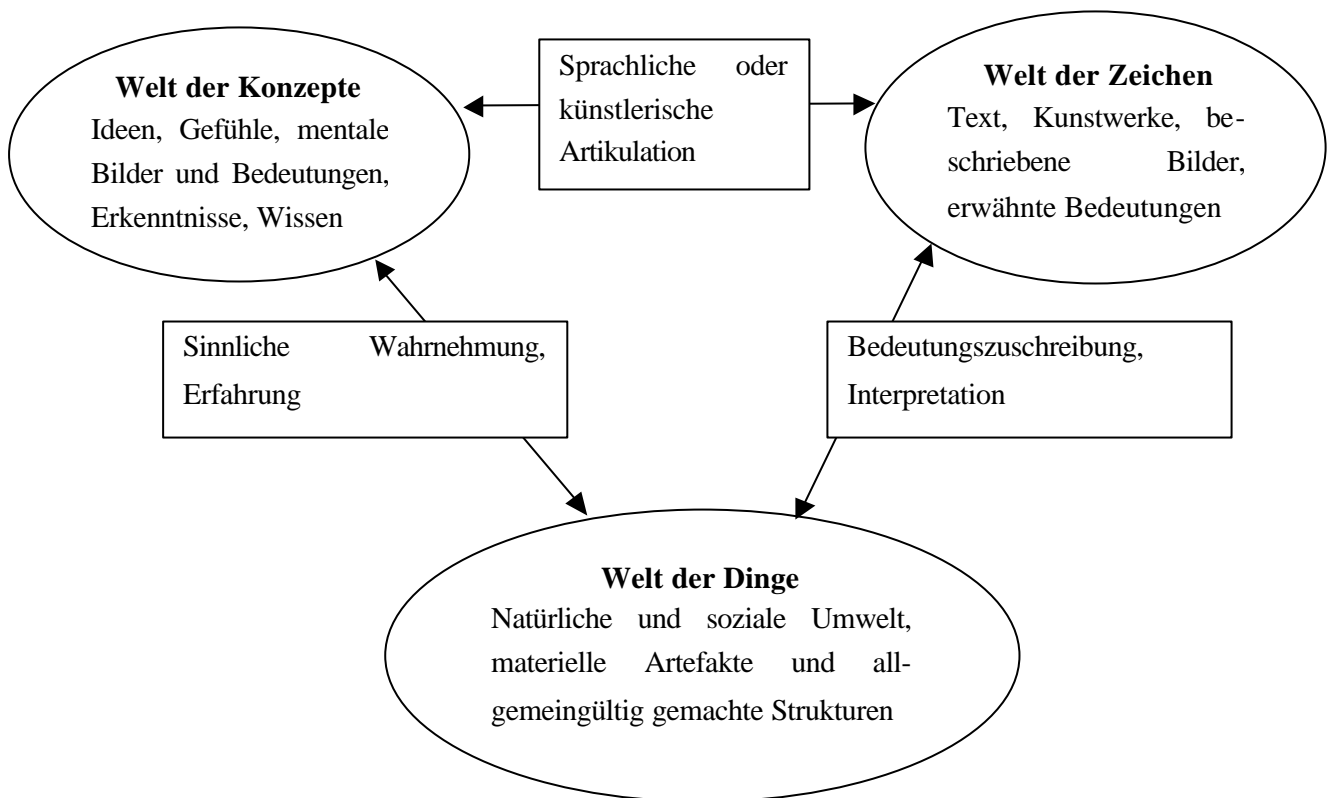 Welt der Konzepte
Ideen, Gefühle, mentale
Bilder und Bedeutungen,
Erkenntnisse, Wissen
Sprachliche oder
künstlerische
Artikulation
Welt der Zeichen
Text, Kunstwerke, be-
schriebene Bilder,
erwähnte Bedeutungen
Sinnliche Wahrnehmung,
Erfahrung
Bedeutungszuschreibung,
Interpretation
Welt der Dinge
Natürliche und soziale Umwelt,
materielle Artefakte und all-
gemeingültig gemachte Strukturen